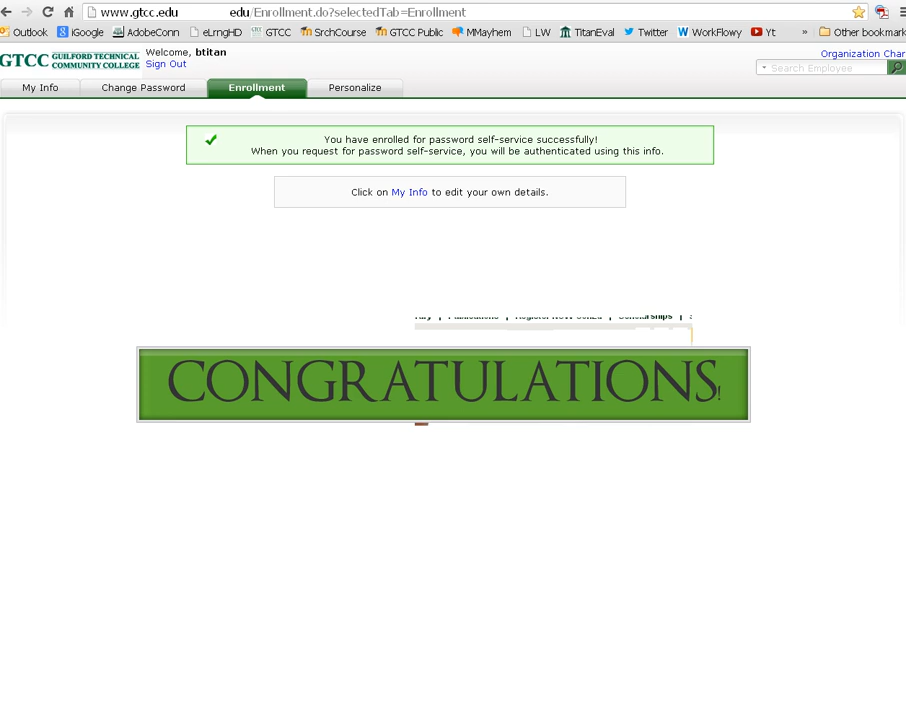 www.gtcc.edu edu/Enrollment.do?selectedTab=Enrollment
Outlook iGoogle AdobeConn eLrngHD GTCC SrchCourse GTCC Public MMayhem LW TitanEval Twitter WorkFlowy Yt » Other bookmark
GTCC GUILFORD TECHNICAL COMMUNITY COLLEGE
Welcome, btitan
Sign Out
Organization Char
Search Employee
My Info Change Password Enrollment Personalize
You have enrolled for password self-service successfully!
When you request for password self-service, you will be authenticated using this info.
Click on My Info to edit your own details.
Scholarships |
CONGRATULATIONS!